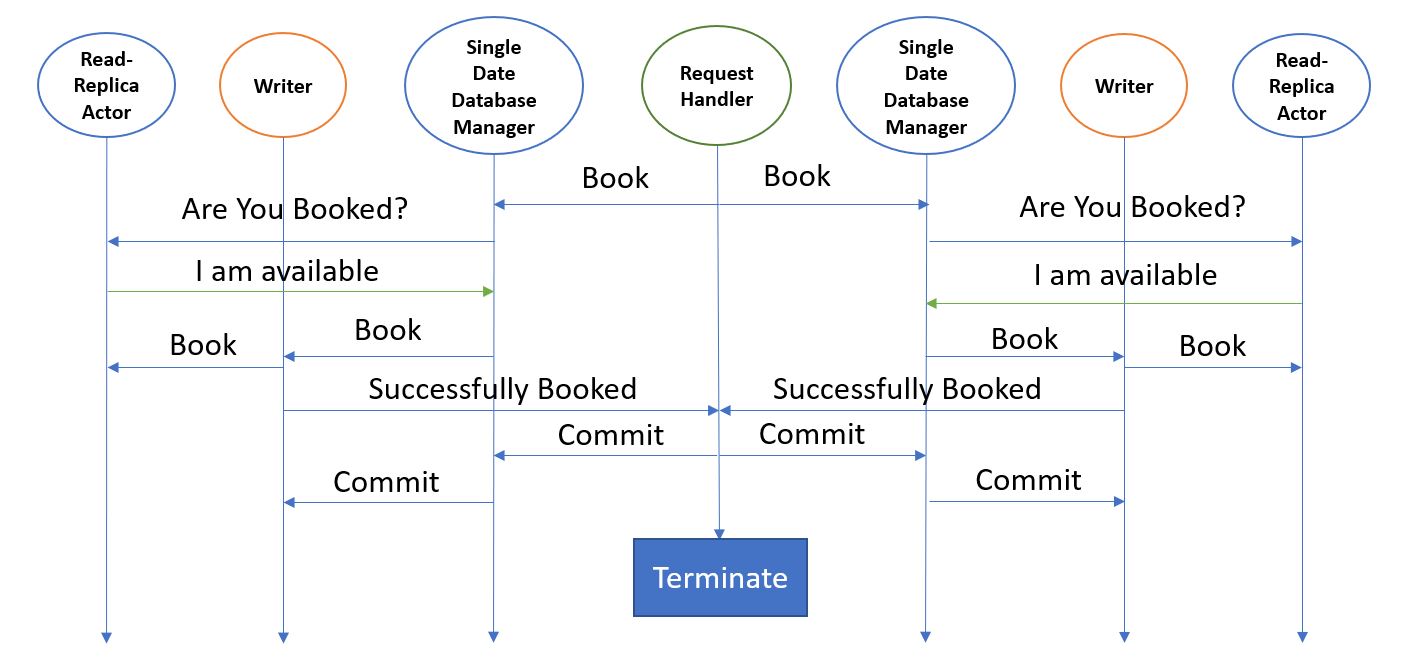 Read-
Replica
Actor
Writer
Single
Date
Database
Manager
Request
Handler
Single
Date
Database
Manager
Writer
Read-
Replica
Actor
Book
Book
Are You Booked?
Are You Booked?
I am available
I am available
Book
Book
Book
Book
Successfully Booked
Successfully Booked
Commit
Commit
Commit
Commit
Terminate